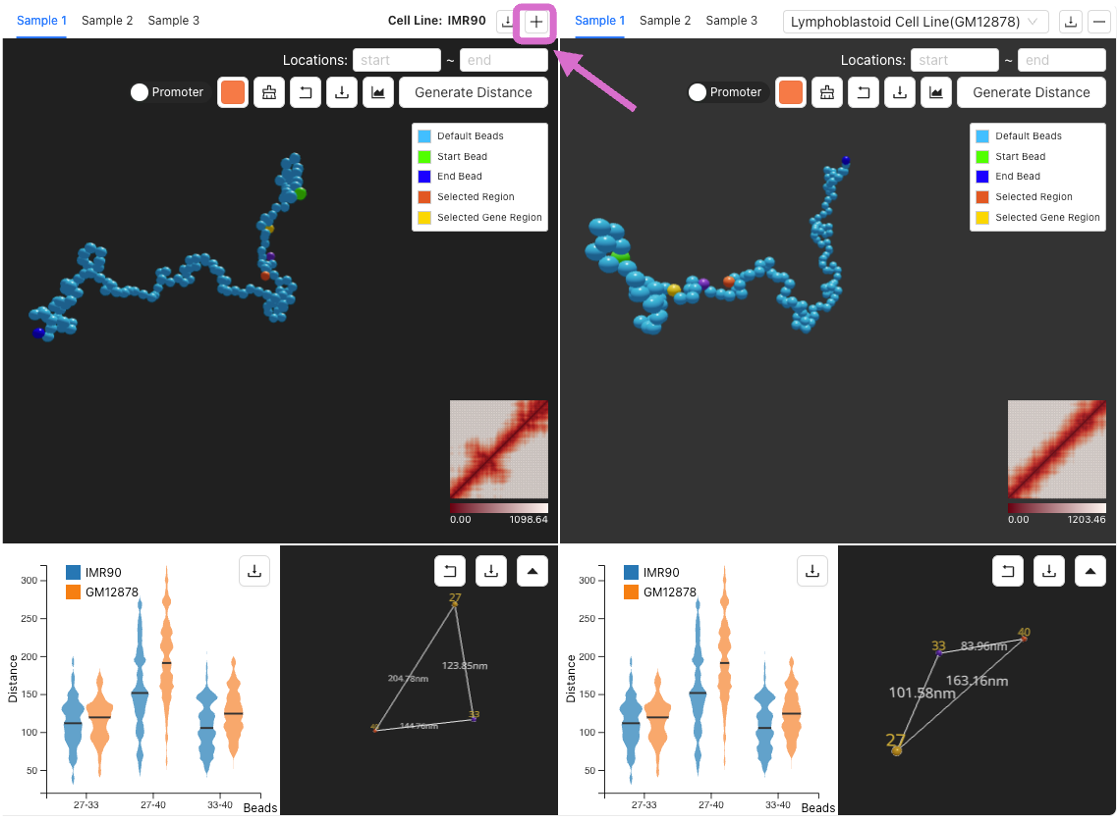 Sample 1 Sample 2 Sample 3 Cell Line: IMR90
Locations: start ~ end
Promoter Generate Distance
Default Beads
Start Bead
End Bead
Selected Region
Selected Gene Region
0.00 1098.64
Sample 1 Sample 2 Sample 3 Lymphoblastoid Cell Line(GM12878)
Locations: start ~ end
Promoter Generate Distance
Default Beads
Start Bead
End Bead
Selected Region
Selected Gene Region
0.00 1203.46
IMR90
GM12878
300
250
200
150
100
50
Distance
27-33 27-40 33-40
Beads
27
123.85nm
204.78nm
33
144.76nm
IMR90
GM12878
300
250
200
150
100
50
Distance
27-33 27-40 33-40
Beads
40
33 83.96nm
163.16nm
101.58nm
27